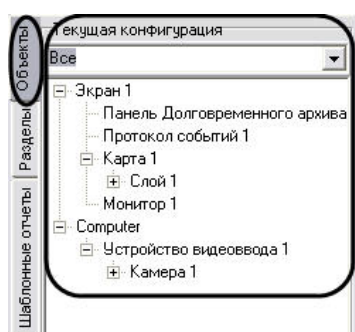 Текущая конфигурация
Все
Экран 1
Панель Долговременного архива
Протокол событий 1
Карта 1
Слой 1
Монитор 1
Computer
Устройство видеоввода 1
Камера 1
Объекты
Разделы
Шаблонные отчеты